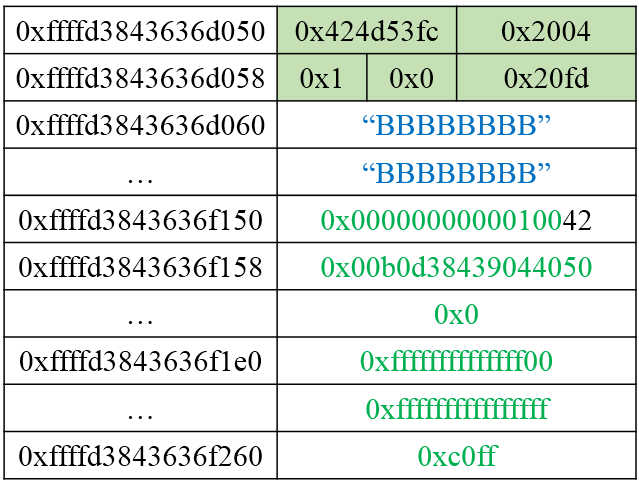 0xffffd3843636d050 0x424d53fc 0x2004
0xffffd3843636d058 0x1 0x0 0x20fd
0xffffd3843636d060 “BBBBBBBB”
… “BBBBBBBB”
0xffffd3843636f150 0x0000000000010042
0xffffd3843636f158 0x00b0d38439044050
… 0x0
0xffffd3843636f1e0 0xffffffffffffff00
… 0xffffffffffffffff
0xffffd3843636f260 0xc0ff